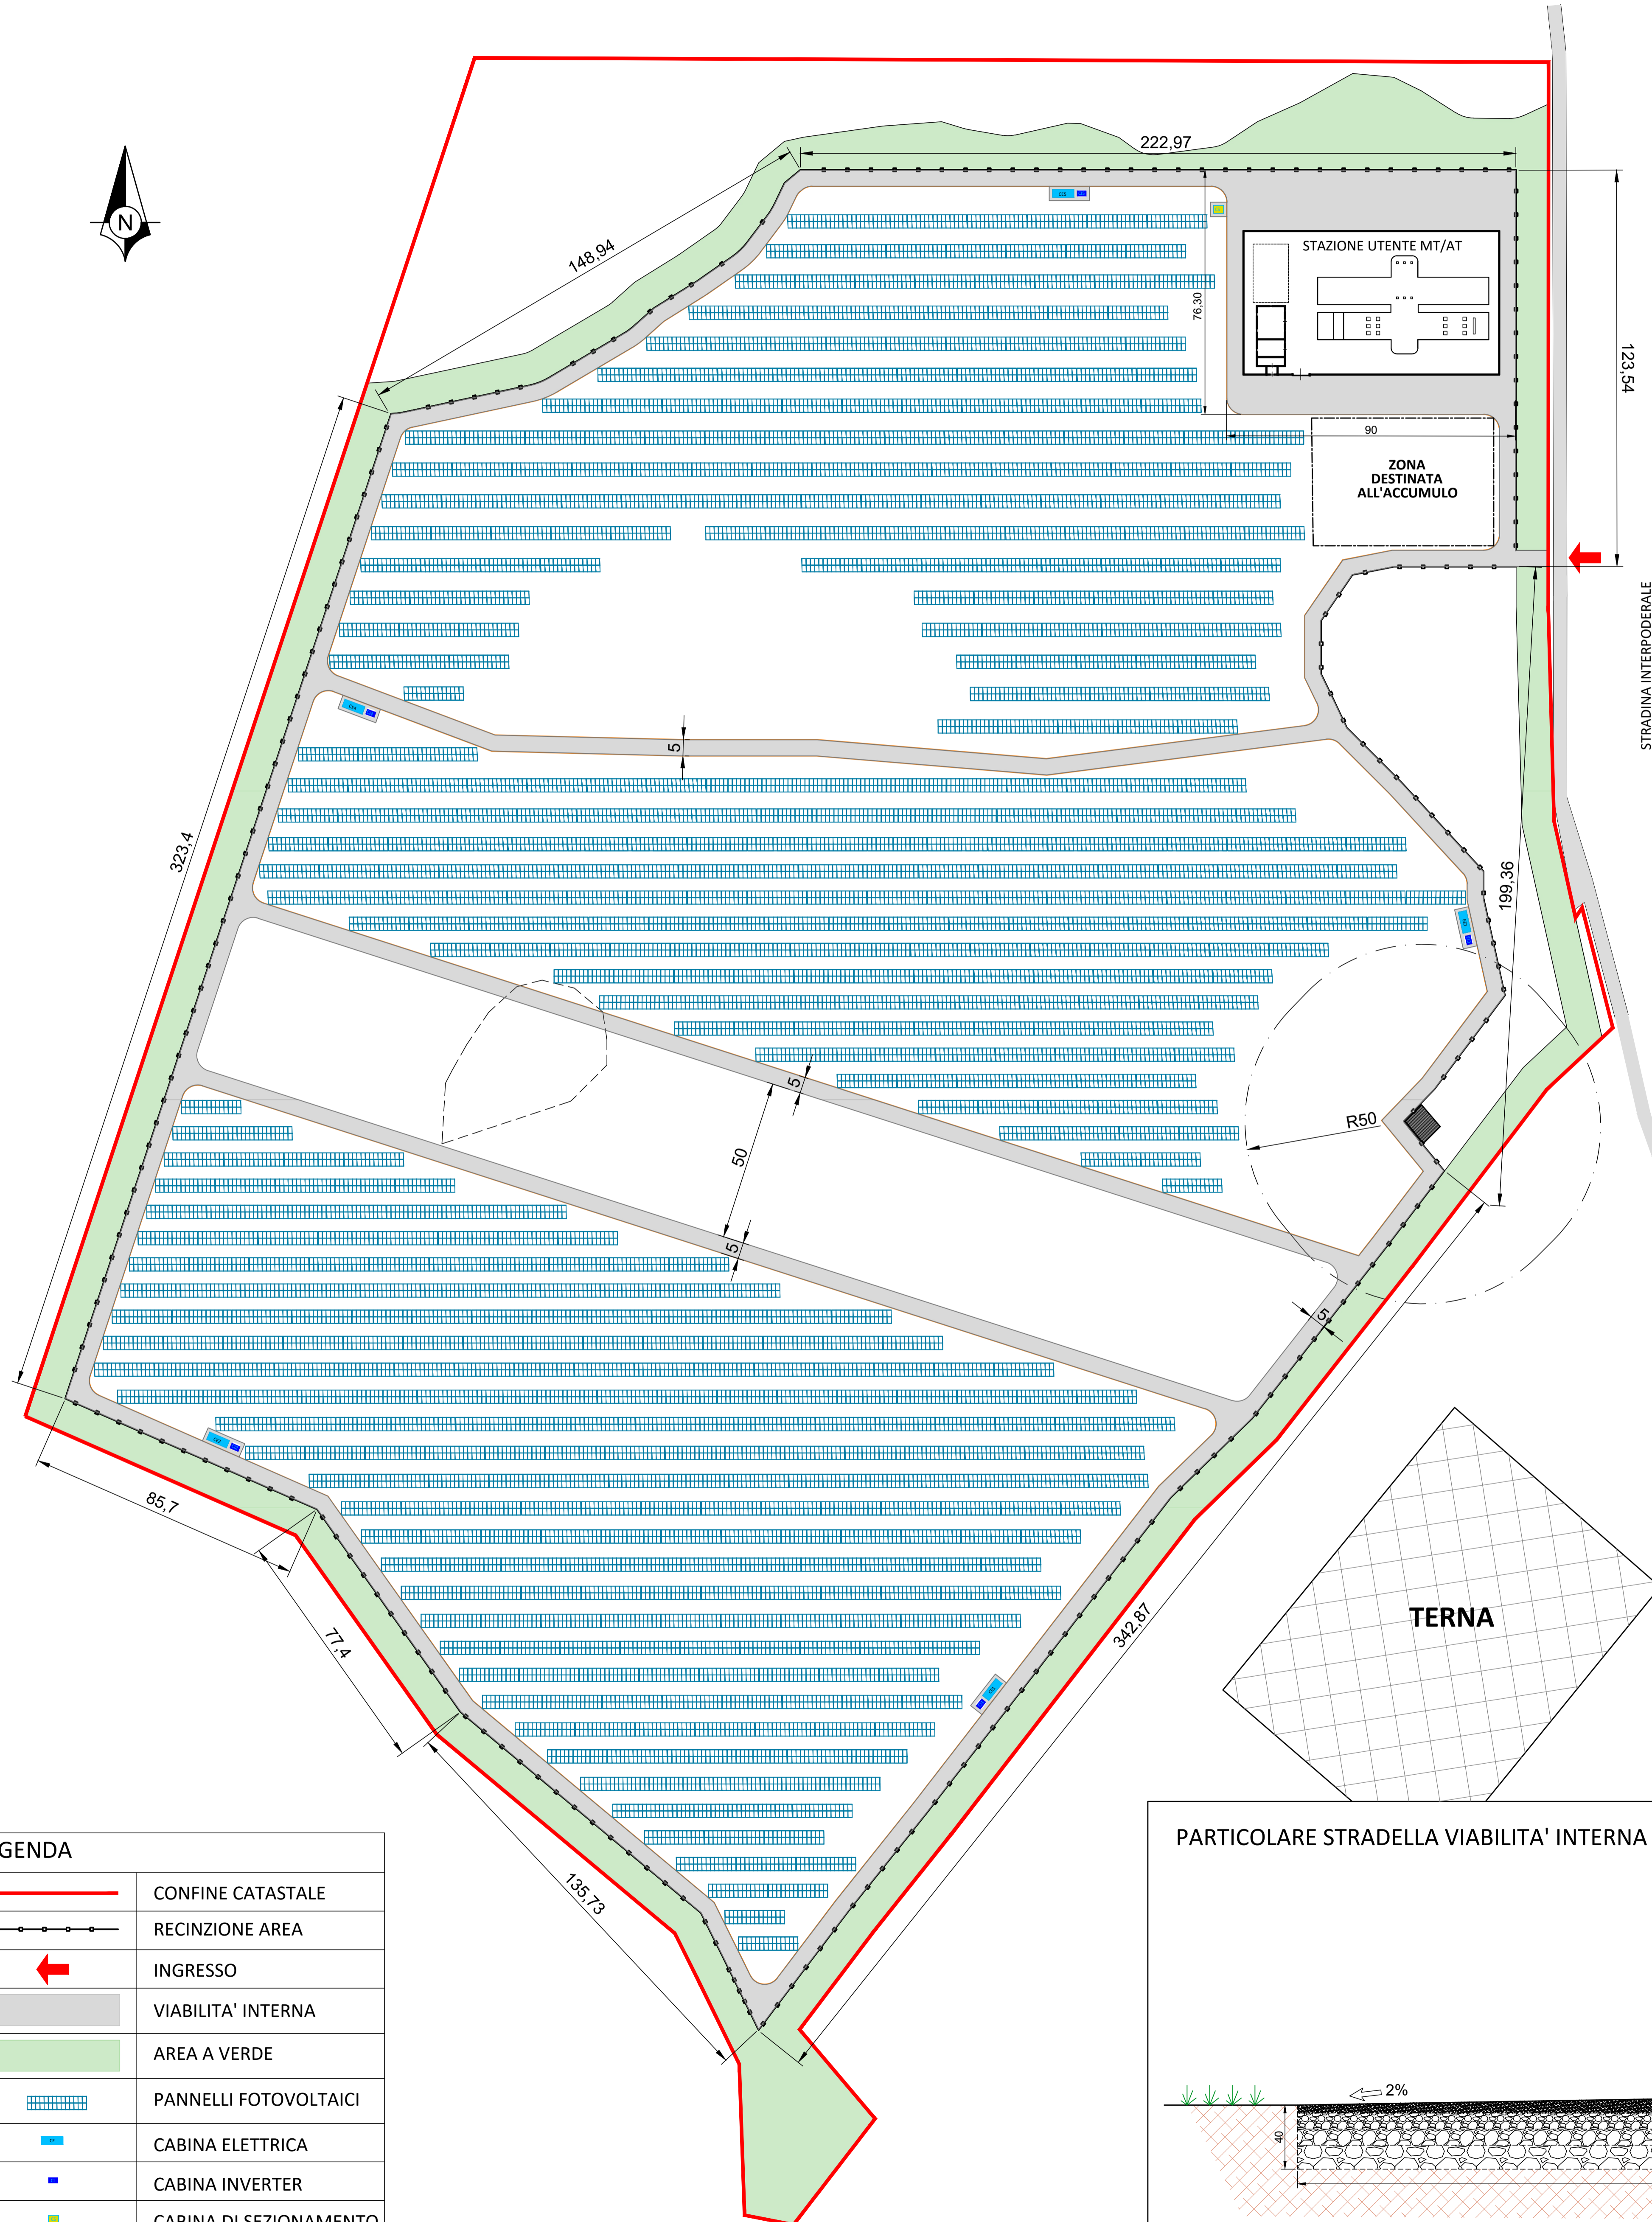 222,97
N
148,94
STAZIONE UTENTE MT/AT
76,30
123,54
90
ZONA
DESTINATA
ALL'ACCUMULO
STRADINA INTERPODERALE
5
323,4
199,36
5
R50
50
5
5
85,7
77,4
342,87
TERNA
135,73
GENDA
CONFINE CATASTALE
RECINZIONE AREA
INGRESSO
VIABILITA' INTERNA
AREA A VERDE
PANNELLI FOTOVOLTAICI
CABINA ELETTRICA
CABINA INVERTER
CABINA DI SEZIONAMENTO
PARTICOLARE STRADELLA VIABILITA' INTERNA
2%
40